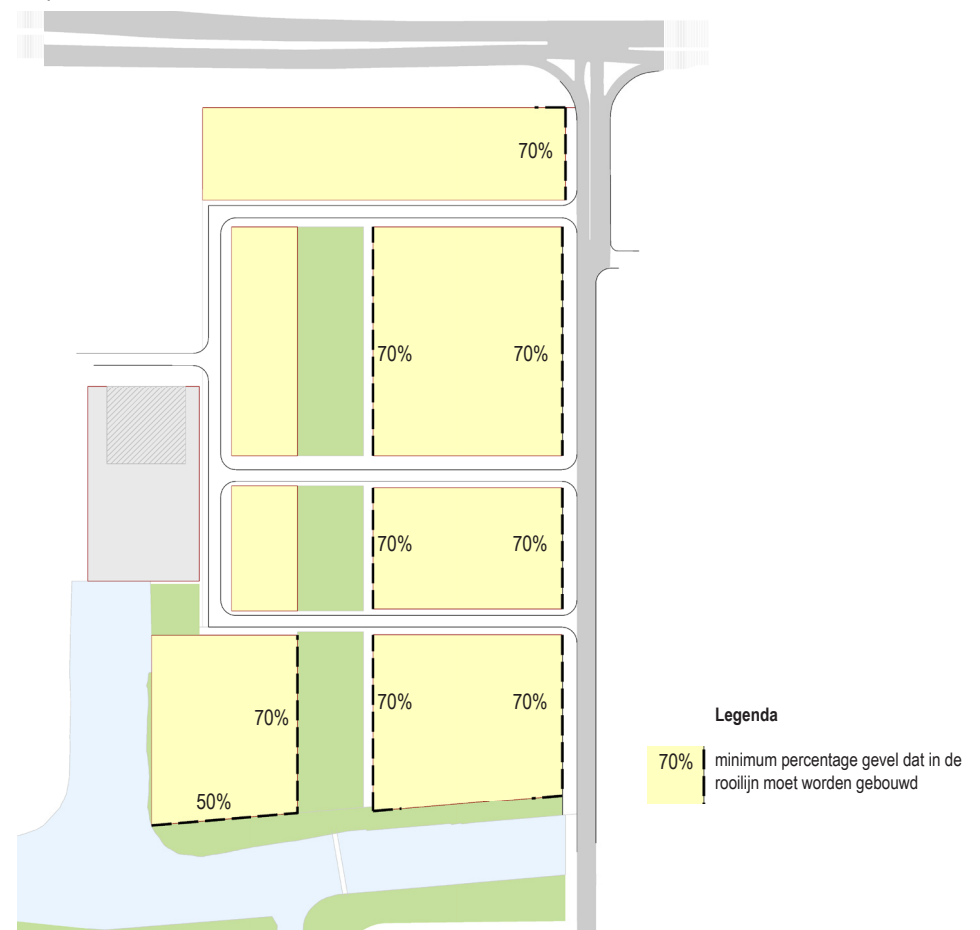 70%
70% 70%
70% 70%
70% 70% 70%
50%
Legenda
70% minimum percentage gevel dat in de
rooilijn moet worden gebouwd